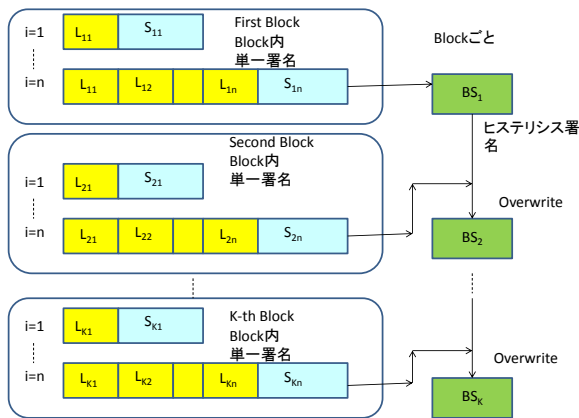 First Block
Block内
単一署名
i=1
L11
S11
i=n
L11
L12
L1n
S1n
Blockごと
BS1
ヒステリシス署
名
Second Block
Block内
単一署名
i=1
L21
S21
i=n
L21
L22
L2n
S2n
Overwrite
BS2
K-th Block
Block内
単一署名
i=1
LK1
SK1
i=n
LK1
LK2
LKn
SKn
Overwrite
BSK